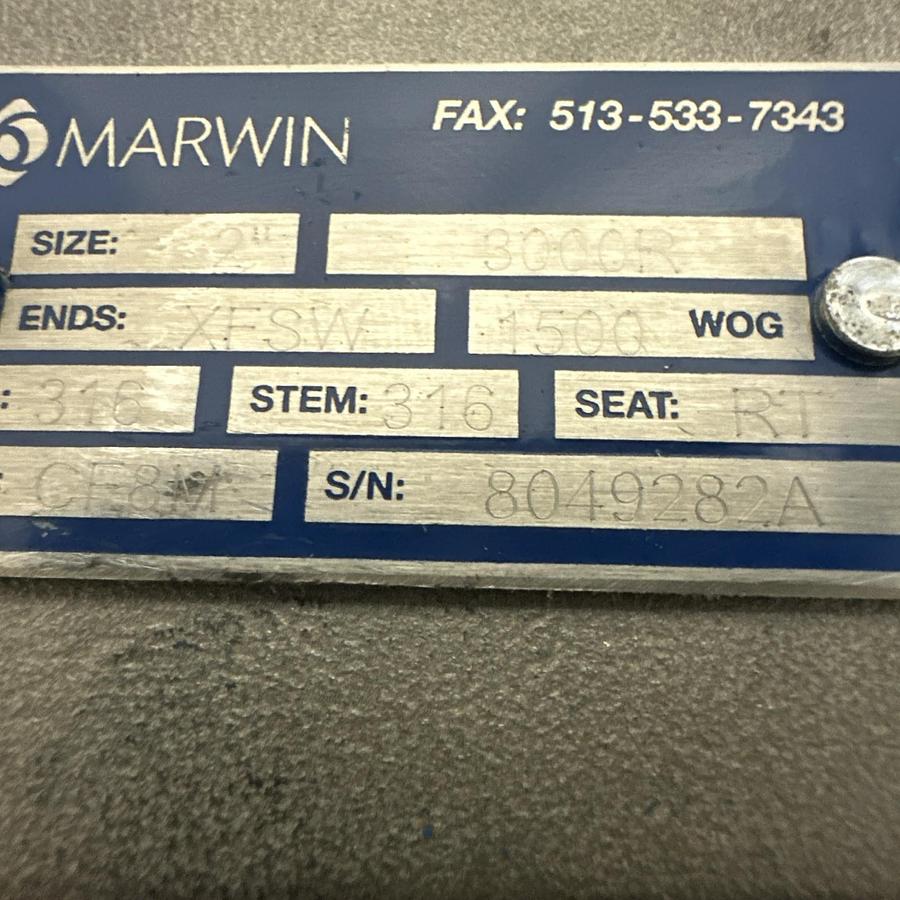 MARWIN FAX: 513-533-7343
SIZE: 2" 3000R
ENDS: XFSW 1500 WOG
: 316 STEM: 316 SEAT: RT
: CF8M S/N: 8049282A